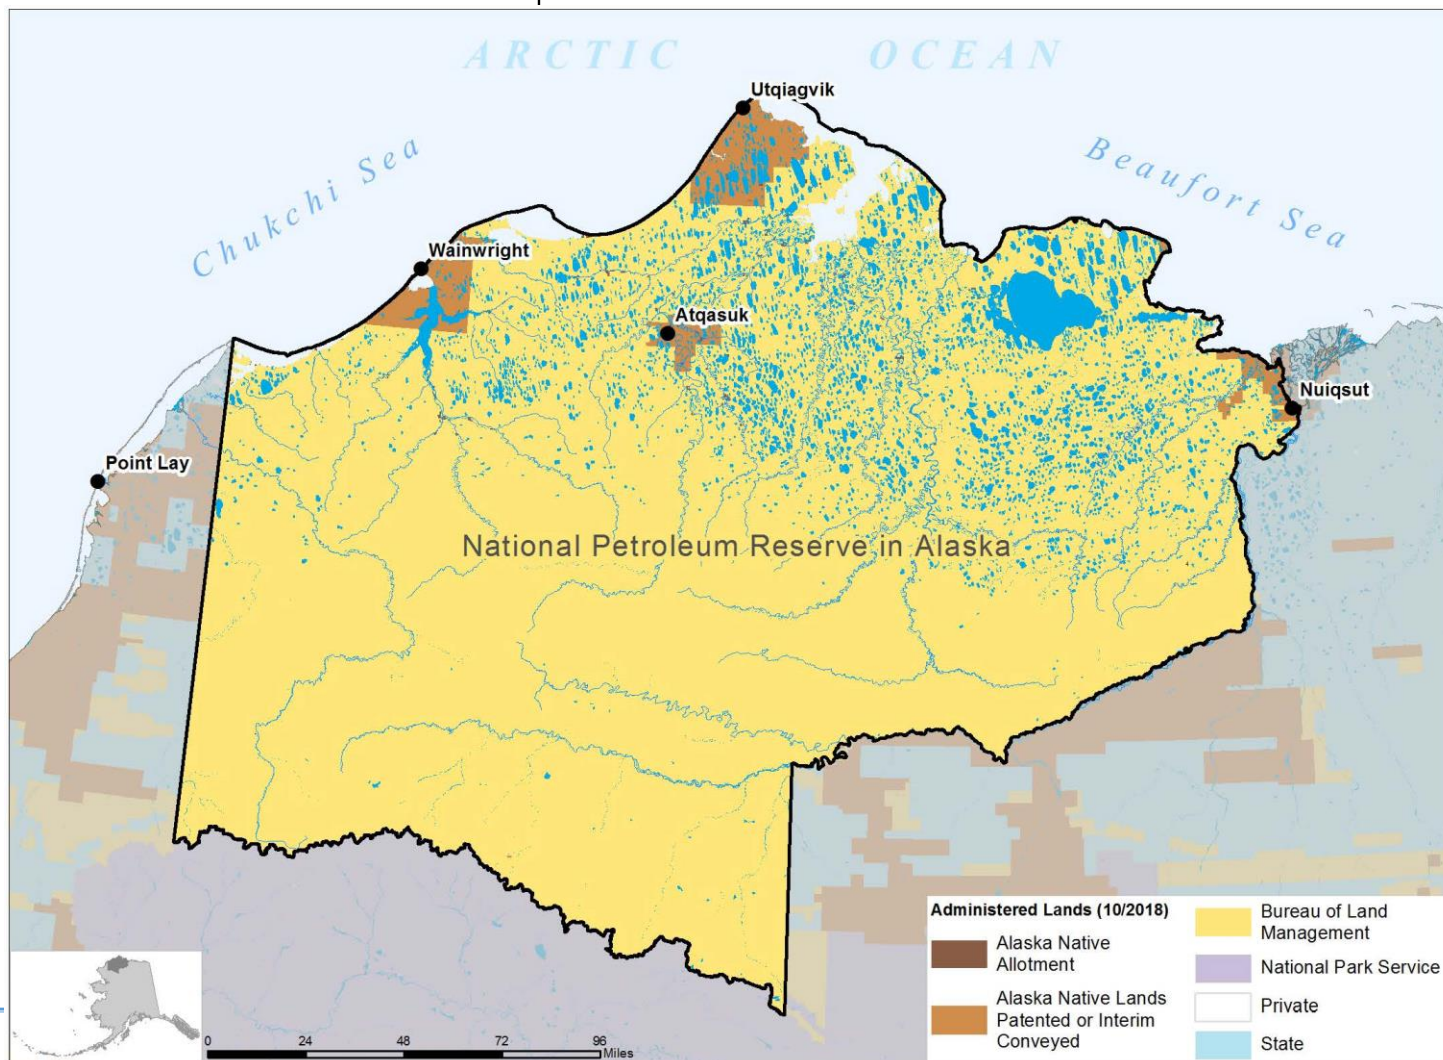 ARCTIC OCEAN
Utqiagvik
Chukchi Sea
Beaufort Sea
Wainwright
Atqasuk
Nuiqsut
Point Lay
National Petroleum Reserve in Alaska
Administered Lands (10/2018)
Alaska Native
Allotment
Alaska Native Lands
Patented or Interim
Conveyed
Bureau of Land
Management
National Park Service
Private
State
0 24 48 72 96
Miles